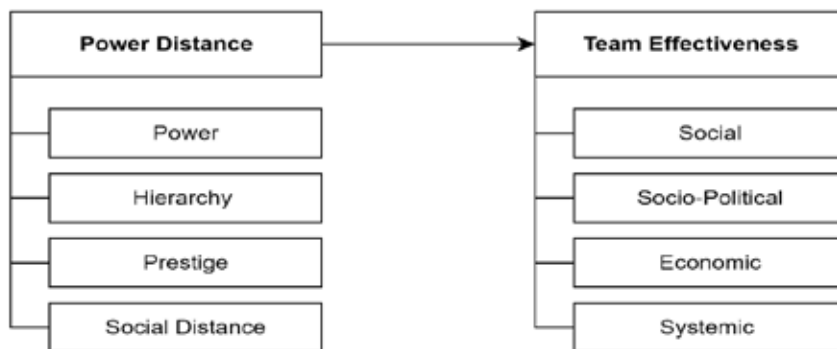 Power Distance
Power
Hierarchy
Prestige
Social Distance
Team Effectiveness
Social
Socio-Political
Economic
Systemic